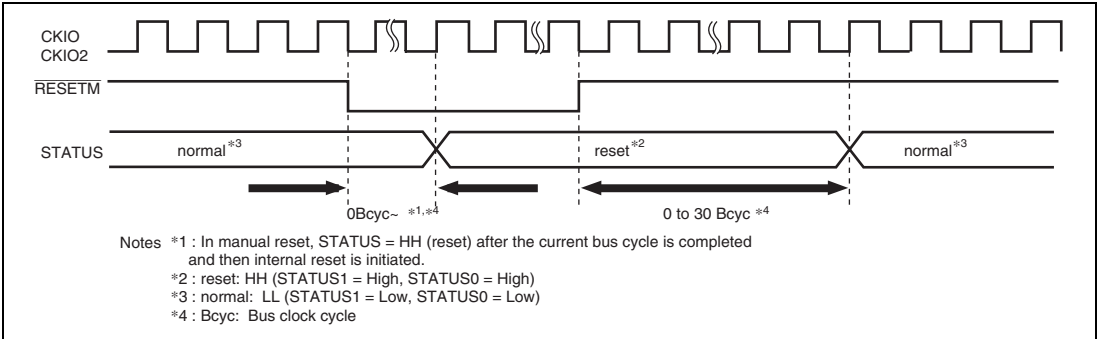 CKIO
CKIO2
RESETM
STATUS
normal*3
reset*2
normal*3
0Bcyc~ *1,*4
0 to 30 Bcyc *4
Notes *1 : In manual reset, STATUS = HH (reset) after the current bus cycle is completed
and then internal reset is initiated.
*2 : reset: HH (STATUS1 = High, STATUS0 = High)
*3 : normal: LL (STATUS1 = Low, STATUS0 = Low)
*4 : Bcyc: Bus clock cycle